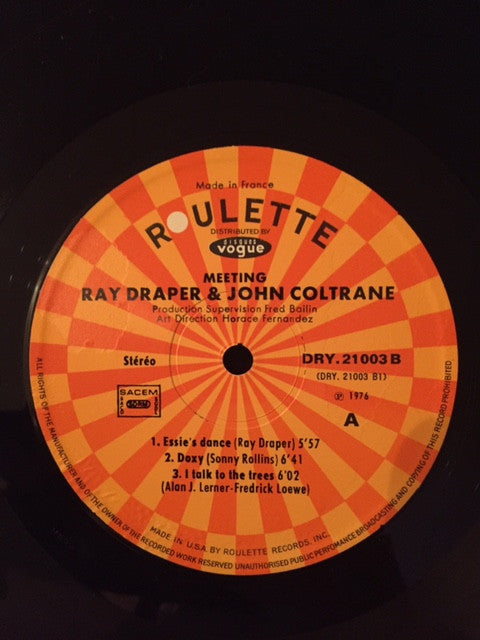 Made in France
ROULETTE
DISTRIBUTED BY
disques
vogue
MEETING
RAY DRAPER & JOHN COLTRANE
Production Supervision Fred Bailin
Art Direction Horace Fernandez
Stéréo
DRY. 21003 B
(DRY. 21003 B1)
SACEM
℗ 1976
A
1. Essie's dance (Ray Draper) 5'57
2. Doxy (Sonny Rollins) 6'41
3. I talk to the trees 6'02
(Alan J. Lerner-Fredrick Loewe)
MADE IN U.S.A. BY ROULETTE RECORDS, INC.
ALL RIGHTS OF THE MANUFACTURER AND OF THE OWNER OF THE RECORDED WORK RESERVED UNAUTHORISED PUBLIC PERFOMANCE BROADCASTING AND COPYING OF THIS RECORD PROHIBITED